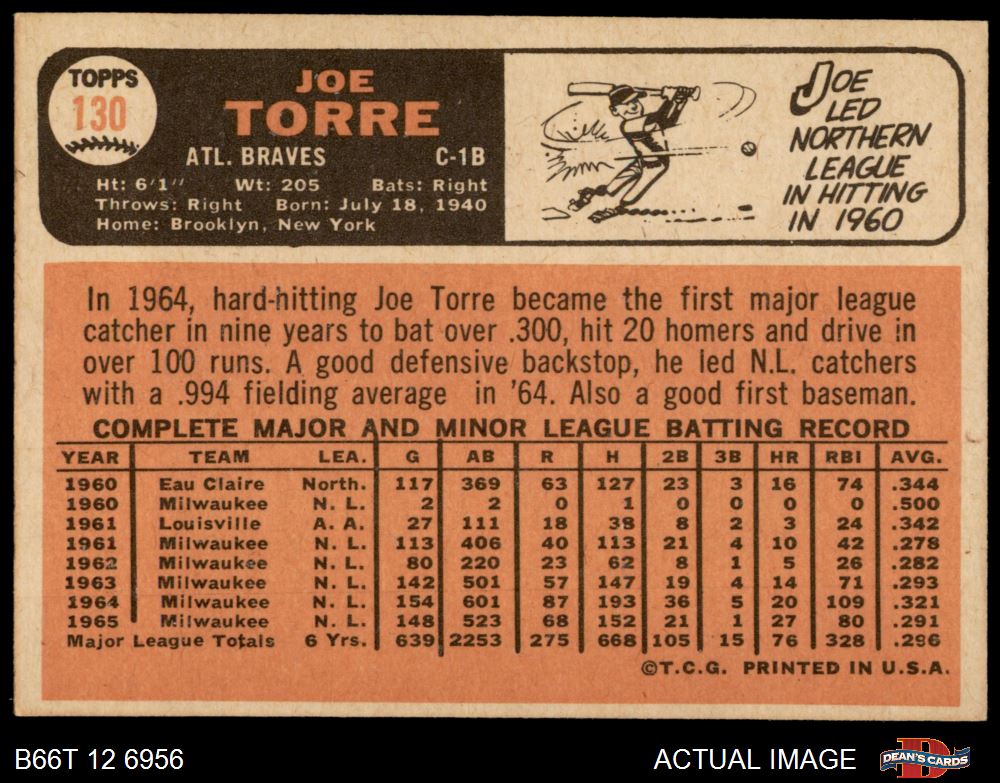 TOPPS
130
JOE
TORRE
ATL. BRAVES C-1B
Ht: 6'1" Wt: 205 Bats: Right
Throws: Right Born: July 18, 1940
Home: Brooklyn, New York
JOE
LED
NORTHERN
LEAGUE
IN HITTING
IN 1960
In 1964, hard-hitting Joe Torre became the first major league
catcher in nine years to bat over .300, hit 20 homers and drive in
over 100 runs. A good defensive backstop, he led N.L. catchers
with a .994 fielding average in '64. Also a good first baseman.
COMPLETE MAJOR AND MINOR LEAGUE BATTING RECORD
YEAR TEAM LEA. G AB R H 2B 3B HR RBI AVG.
1960 Eau Claire North. 117 369 63 127 23 3 16 74 .344
1960 Milwaukee N. L. 2 2 0 1 0 0 0 0 .500
1961 Louisville A. A. 27 111 18 38 8 2 3 24 .342
1961 Milwaukee N. L. 113 406 40 113 21 4 10 42 .278
1962 Milwaukee N. L. 80 220 23 62 8 1 5 26 .282
1963 Milwaukee N. L. 142 501 57 147 19 4 14 71 .293
1964 Milwaukee N. L. 154 601 87 193 36 5 20 109 .321
1965 Milwaukee N. L. 148 523 68 152 21 1 27 80 .291
Major League Totals 6 Yrs. 639 2253 275 668 105 15 76 328 .296
©T.C.G. PRINTED IN U.S.A.
B66T 12 6956 ACTUAL IMAGE DEAN'S CARDS